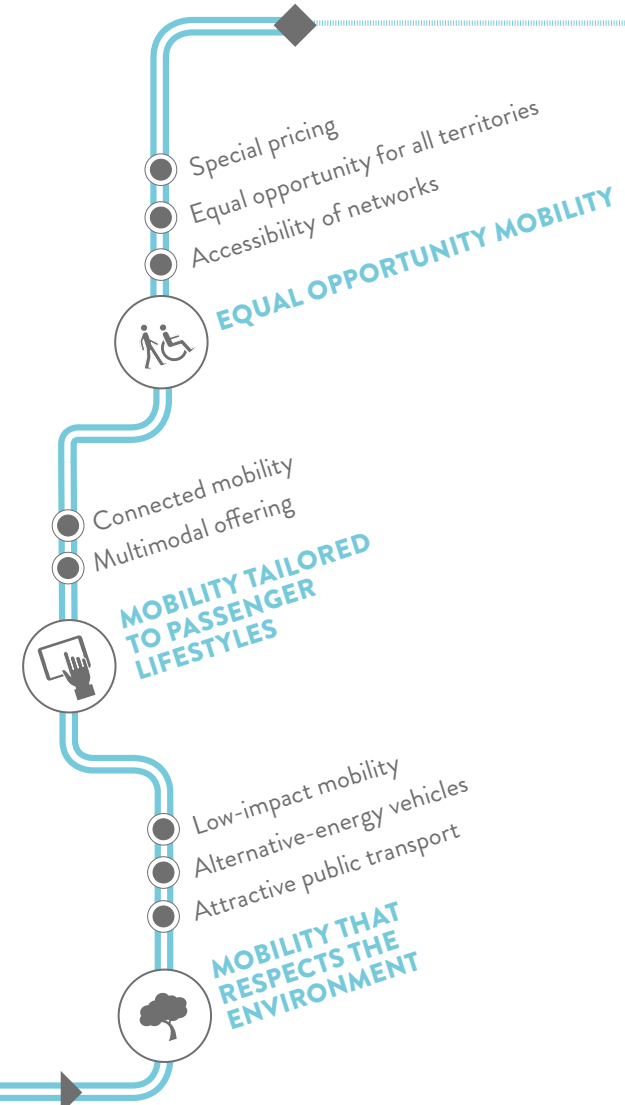 Special pricing
Equal opportunity for all territories
Accessibility of networks
EQUAL OPPORTUNITY MOBILITY
Connected mobility
Multimodal offering
MOBILITY TAILORED
TO PASSENGER
LIFESTYLES
Low-impact mobility
Alternative-energy vehicles
Attractive public transport
MOBILITY THAT
RESPECTS THE
ENVIRONMENT